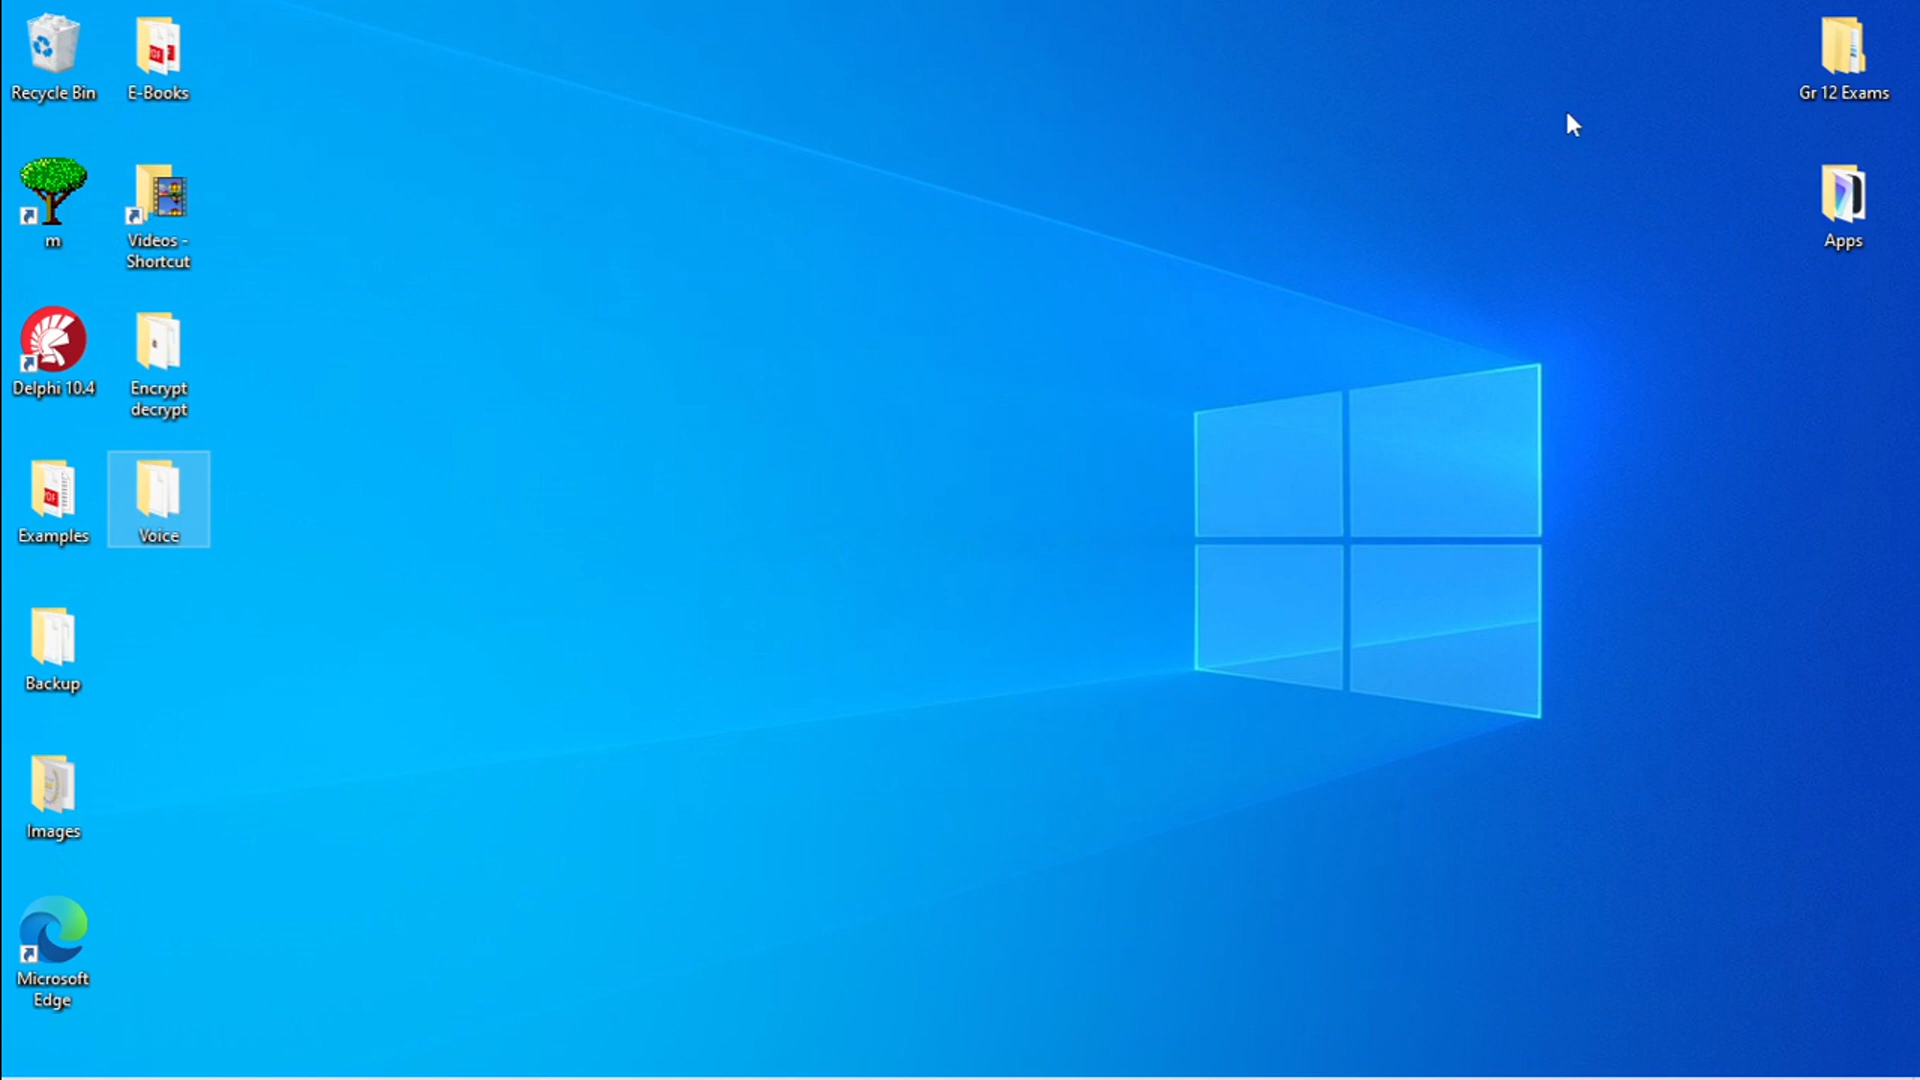 Recycle Bin
E-Books
Gr 12 Exams
m
Videos -
Shortcut
Apps
Delphi 10.4
Encrypt
decrypt
Examples
Voice
Backup
Images
Microsoft
Edge